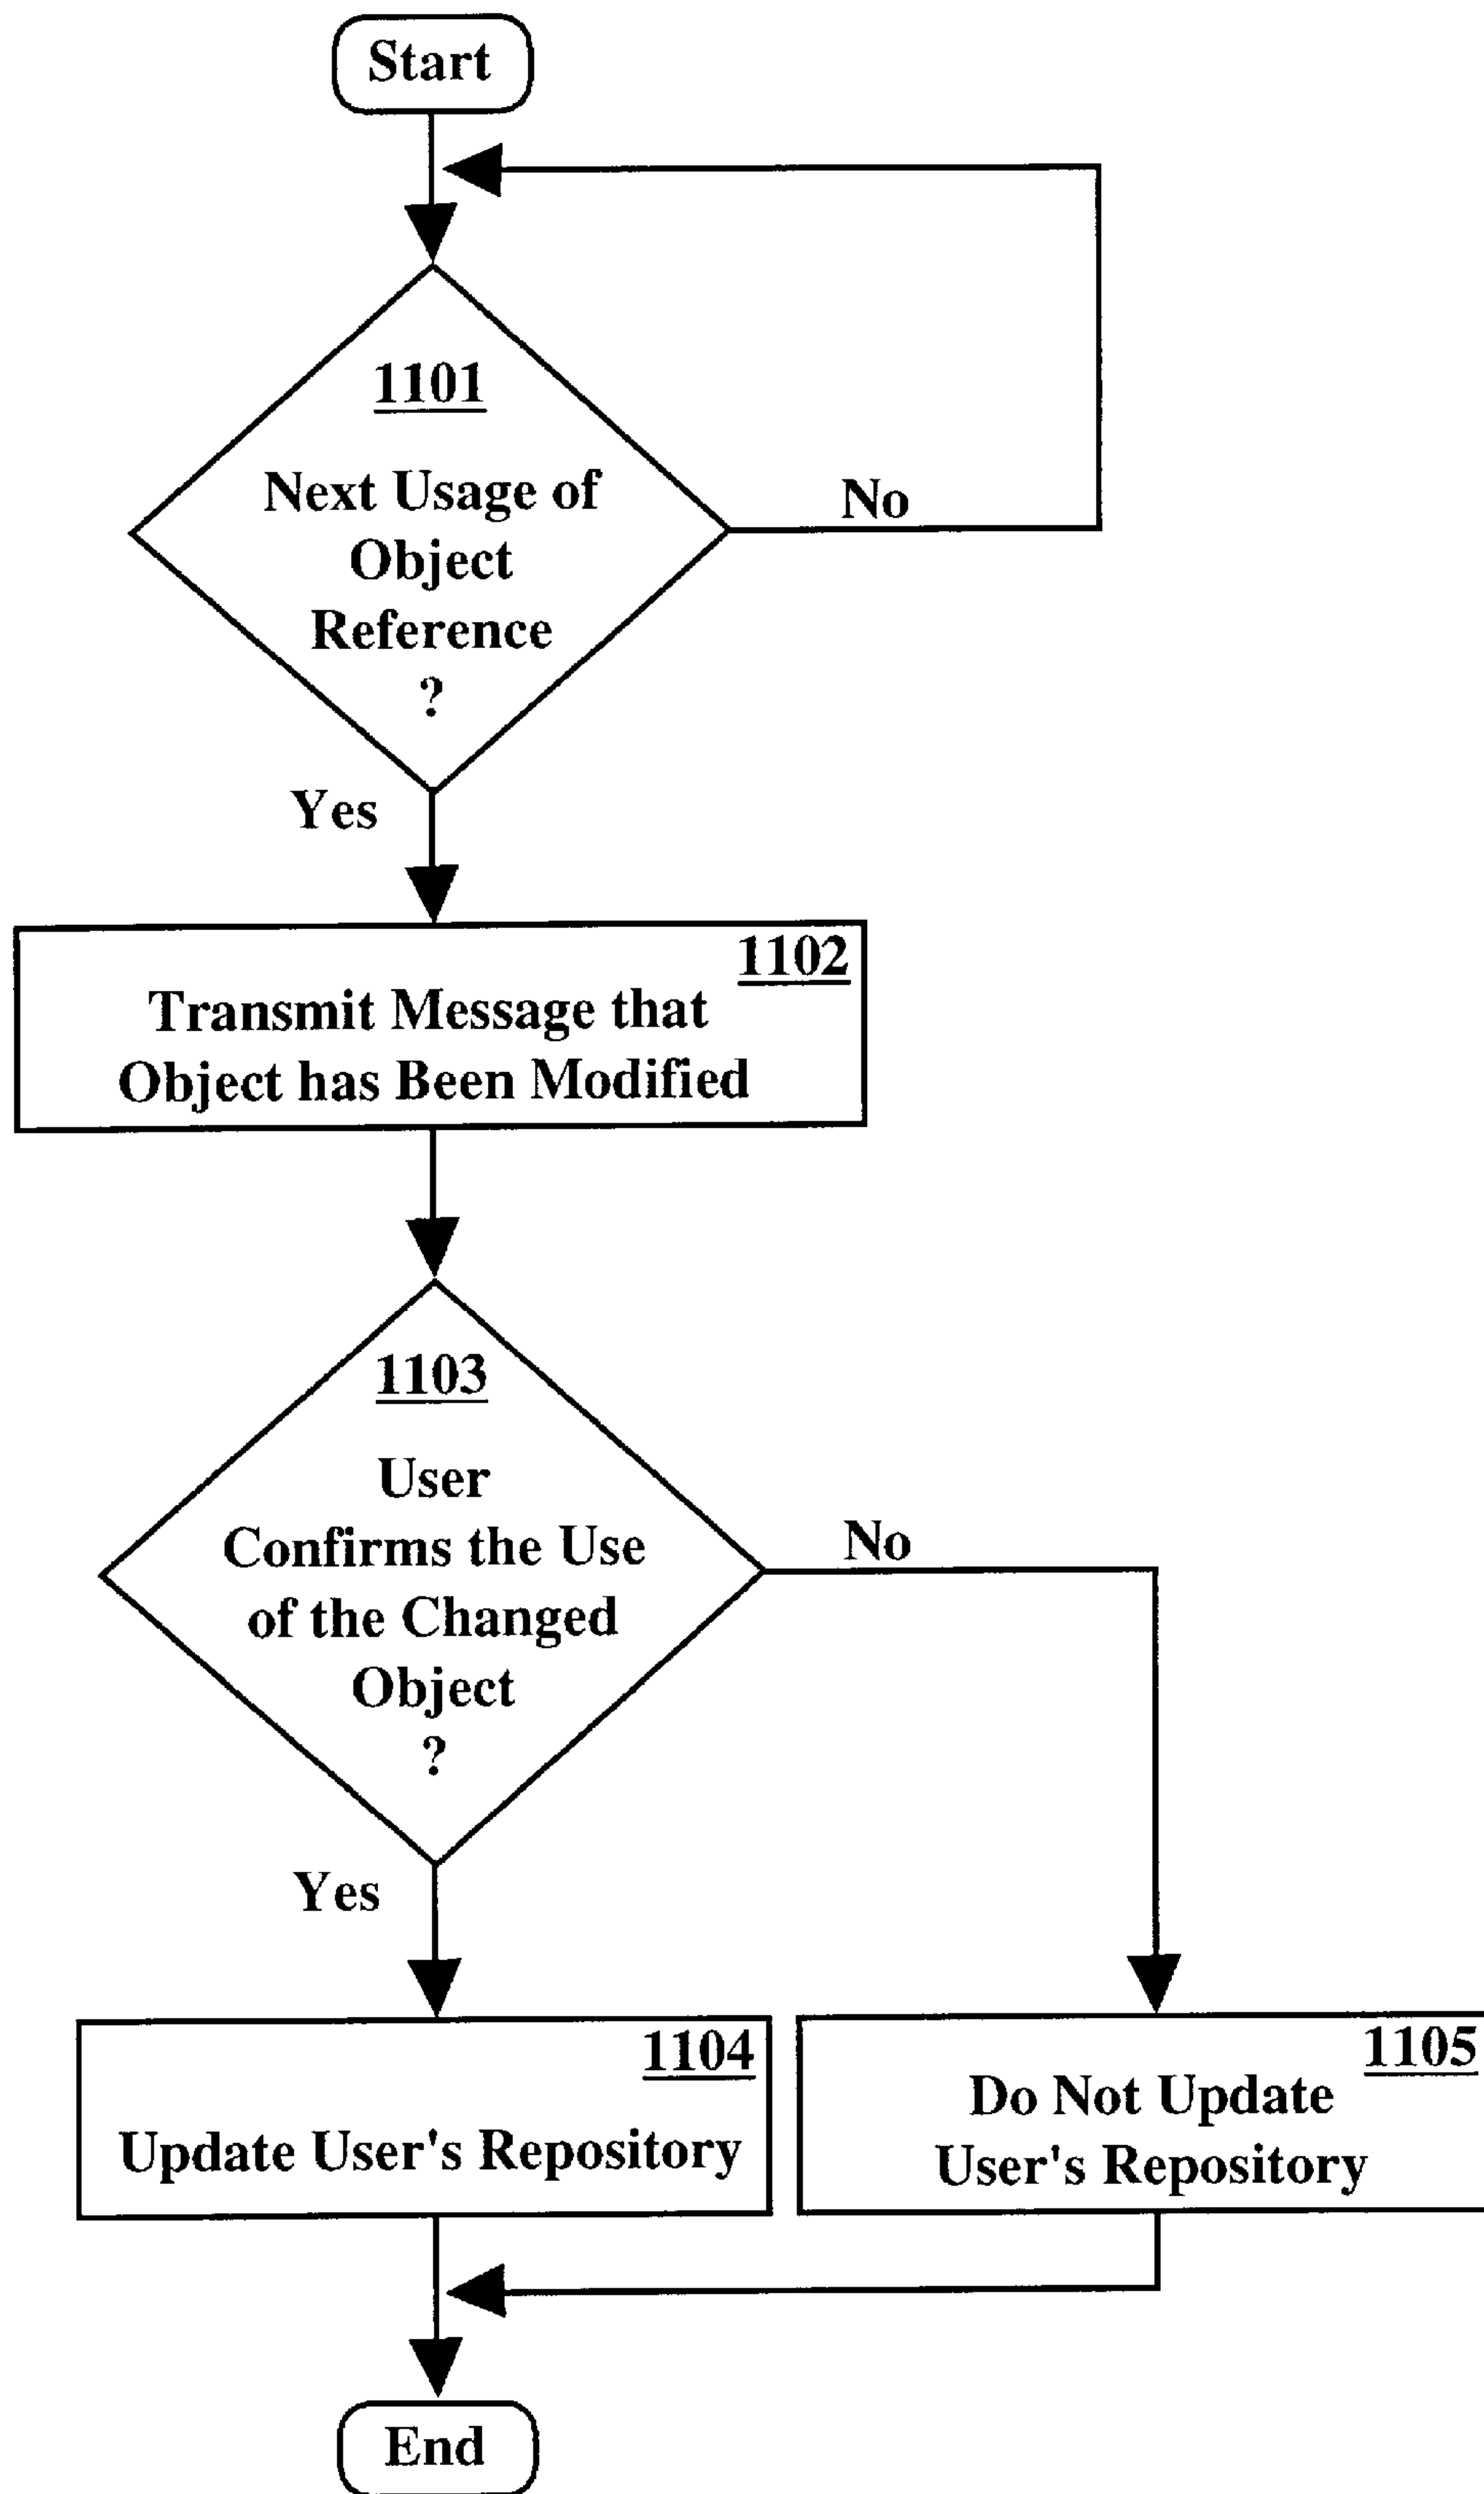 Start
1101
Next Usage of
Object
Reference
?
No
Yes
1102
Transmit Message that
Object has Been Modified
1103
User
Confirms the Use
of the Changed
Object
?
No
Yes
1104
Update User's Repository
1105
Do Not Update
User's Repository
End